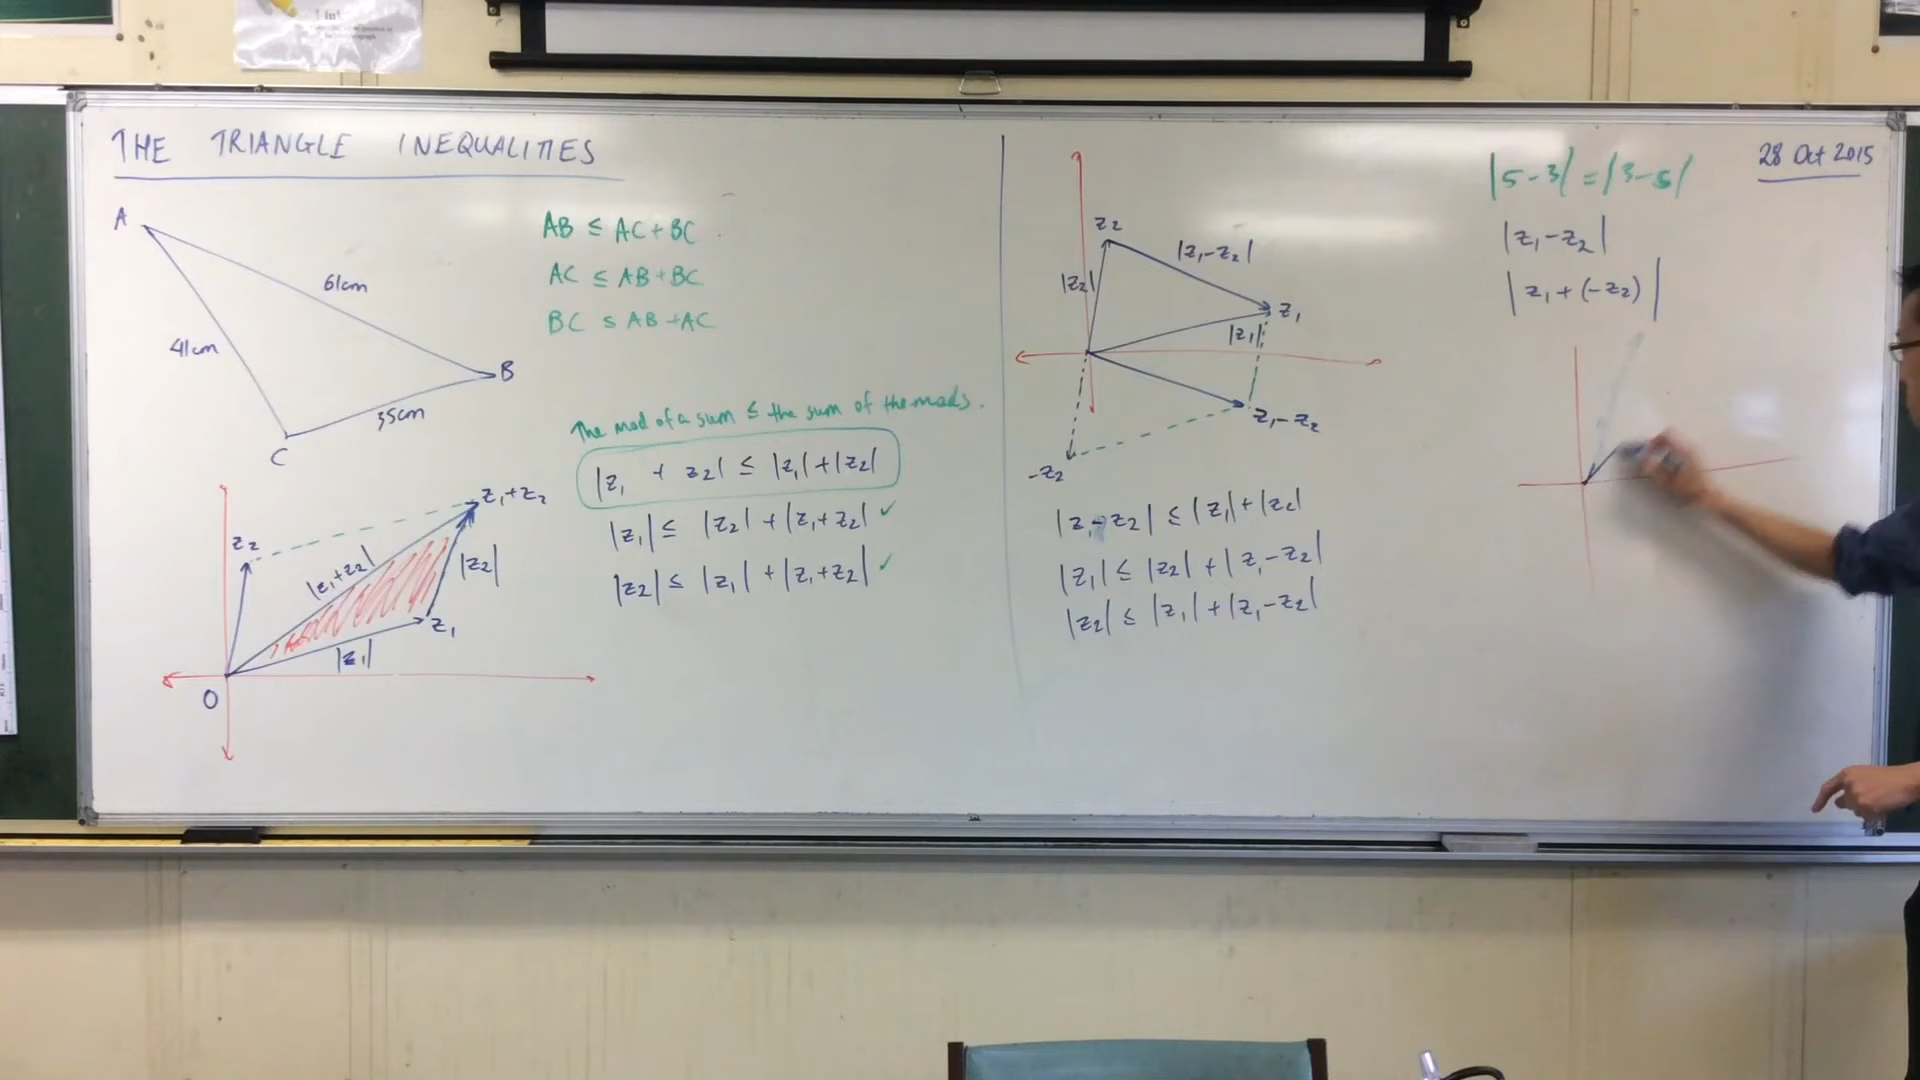 THE TRIANGLE INEQUALITIES
A
61cm
41cm
B
35cm
C
AB ≤ AC + BC
AC ≤ AB + BC
BC ≤ AB + AC
The mod of a sum ≤ the sum of the mods.
|z₁ + z₂| ≤ |z₁| + |z₂|
|z₁| ≤ |z₂| + |z₁+z₂| ✓
|z₂| ≤ |z₁| + |z₁+z₂| ✓
z₁+z₂
z₂
|z₁+z₂|
|z₂|
z₁
|z₁|
O
z₂
|z₁-z₂|
|z₂|
z₁
|z₁|
z₁-z₂
-z₂
|z₁-z₂| ≤ |z₁| + |z₂|
|z₁| ≤ |z₂| + |z₁-z₂|
|z₂| ≤ |z₁| + |z₁-z₂|
|5-3| = |3-5|
28 Oct 2015
|z₁-z₂|
|z₁+(-z₂)|